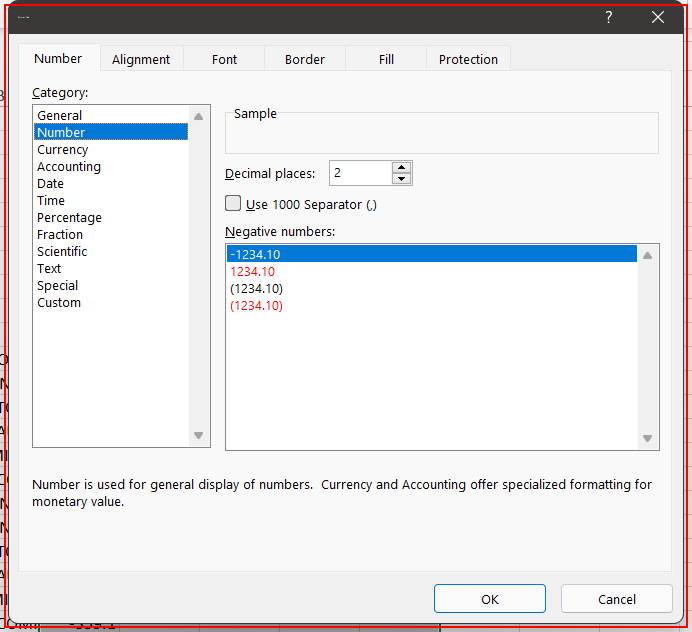 ?
Number
Alignment
Font
Border
Fill
Protection
Category:
General
Number
Currency
Accounting
Date
Time
Percentage
Fraction
Scientific
Text
Special
Custom
Sample
Decimal places:
2
Use 1000 Separator (,)
Negative numbers:
-1234.10
1234.10
(1234.10)
(1234.10)
Number is used for general display of numbers.  Currency and Accounting offer specialized formatting for
monetary value.
OK
Cancel